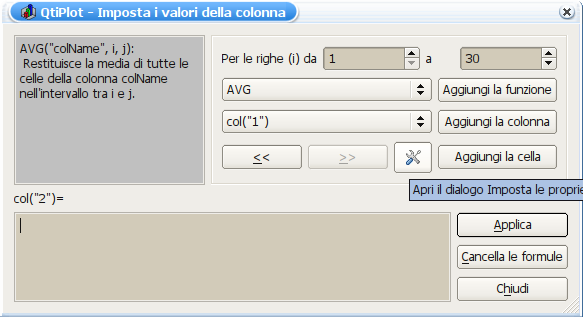 QtiPlot - Imposta i valori della colonna
AVG("colName", i, j):
Restituisce la media di tutte le
celle della colonna colName
nell'intervallo tra i e j.
Per le righe (i) da 1 a 30
AVG Aggiungi la funzione
col("1") Aggiungi la colonna
<< >> Aggiungi la cella
Apri il dialogo Imposta le proprie
col("2")=
Applica
Cancella le formule
Chiudi